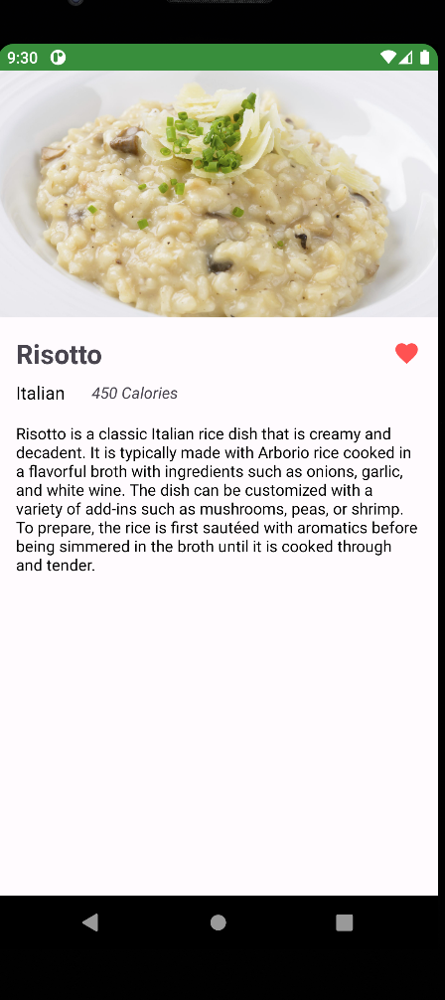 9:30
Risotto
Italian 450 Calories
Risotto is a classic Italian rice dish that is creamy and
decadent. It is typically made with Arborio rice cooked in
a flavorful broth with ingredients such as onions, garlic,
and white wine. The dish can be customized with a
variety of add-ins such as mushrooms, peas, or shrimp.
To prepare, the rice is first sautéed with aromatics before
being simmered in the broth until it is cooked through
and tender.